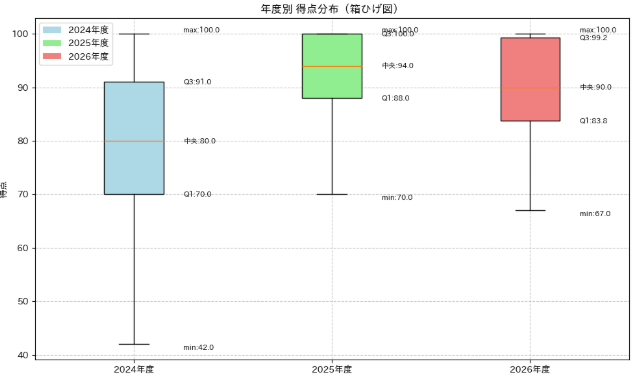 年度別 得点分布（箱ひげ図）
2024年度
2025年度
2026年度
得点
100
90
80
70
60
50
40
max:100.0
Q3:91.0
中央:80.0
Q1:70.0
min:42.0
max:100.0
Q3:100.0
中央:94.0
Q1:88.0
min:70.0
max:100.0
Q3:99.2
中央:90.0
Q1:83.8
min:67.0
2024年度
2025年度
2026年度